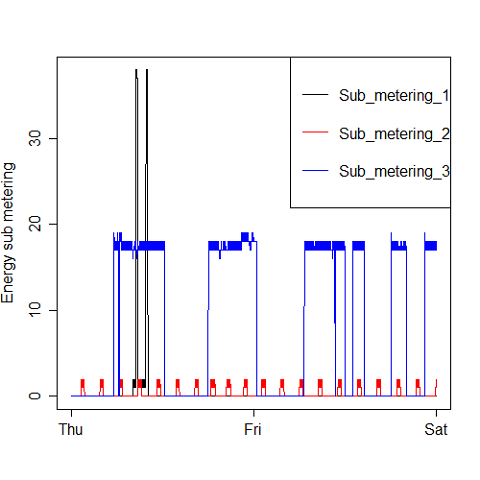 Sub_metering_1
Sub_metering_2
Sub_metering_3
Energy sub metering
30
20
10
0
Thu Fri Sat